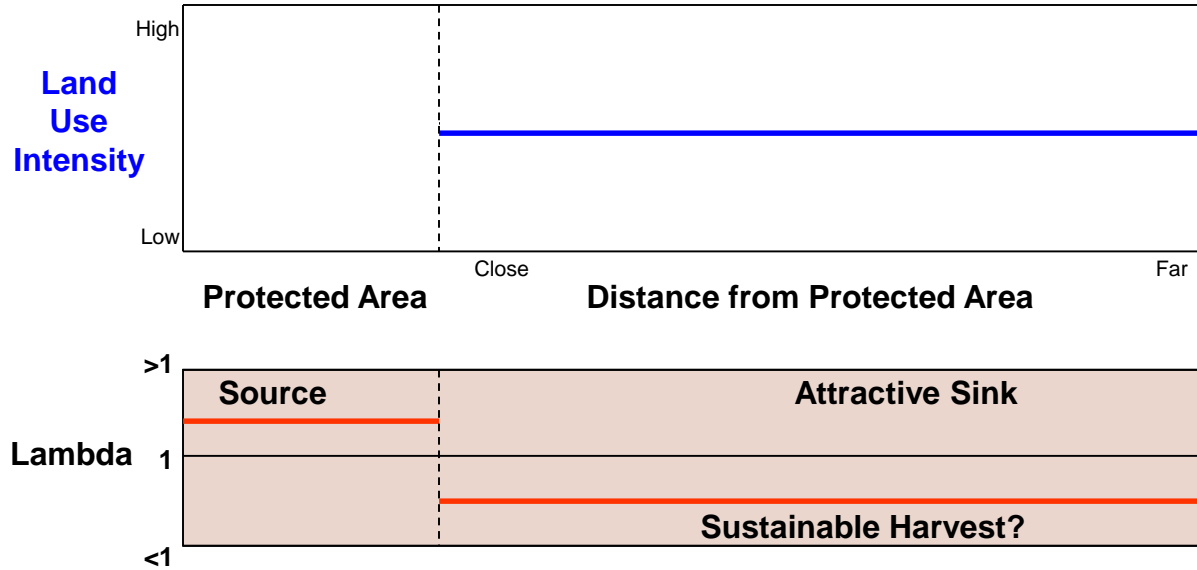 High
Land
Use
Intensity
Low
Close
Far
Protected Area
Distance from Protected Area
>1
Source
Attractive Sink
Lambda
1
Sustainable Harvest?
<1